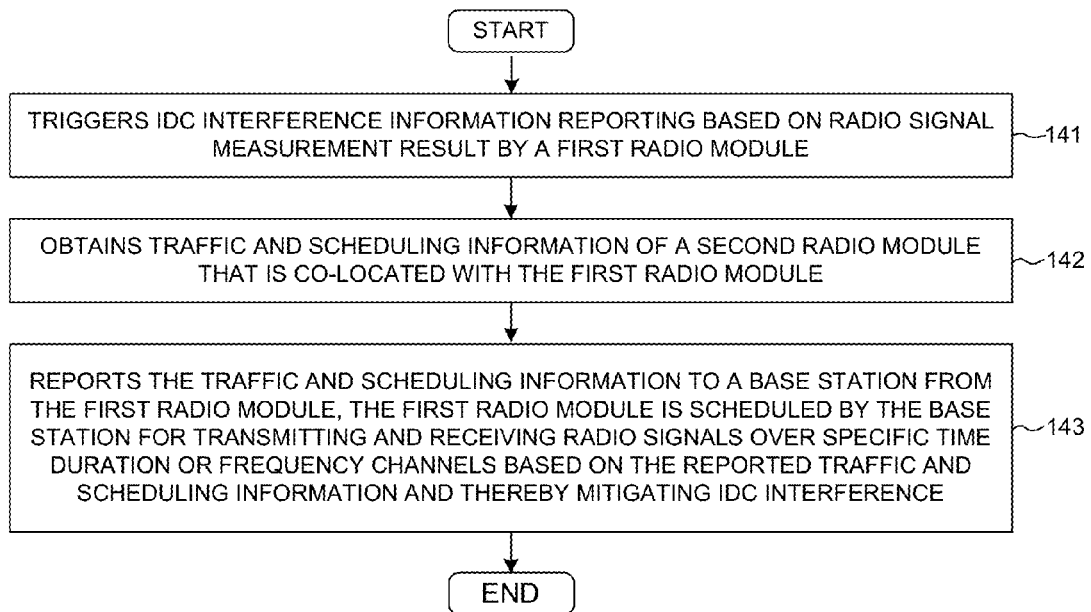 START
TRIGGERS IDC INTERFERENCE INFORMATION REPORTING BASED ON RADIO SIGNAL
MEASUREMENT RESULT BY A FIRST RADIO MODULE
141
OBTAINS TRAFFIC AND SCHEDULING INFORMATION OF A SECOND RADIO MODULE
THAT IS CO-LOCATED WITH THE FIRST RADIO MODULE
142
REPORTS THE TRAFFIC AND SCHEDULING INFORMATION TO A BASE STATION FROM
THE FIRST RADIO MODULE, THE FIRST RADIO MODULE IS SCHEDULED BY THE BASE
STATION FOR TRANSMITTING AND RECEIVING RADIO SIGNALS OVER SPECIFIC TIME
DURATION OR FREQUENCY CHANNELS BASED ON THE REPORTED TRAFFIC AND
SCHEDULING INFORMATION AND THEREBY MITIGATING IDC INTERFERENCE
143
END